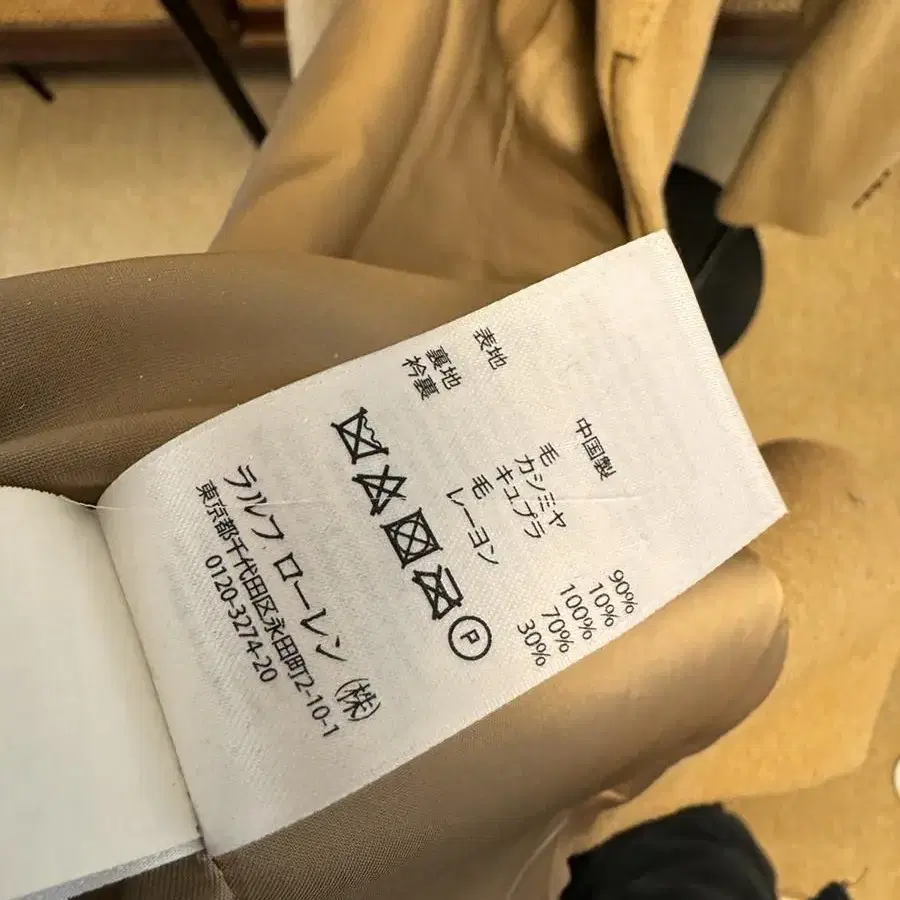 中国製
表地 毛 90%
カシミヤ 10%
裏地 キュプラ 100%
衿裏 毛 70%
レーヨン 30%
P
ラルフ ローレン (株)
東京都千代田区永田町2-10-1
0120-3274-20